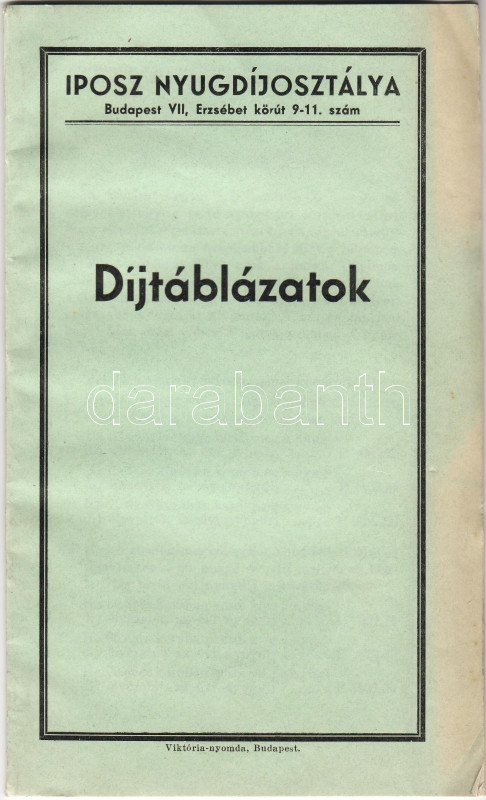 IPOSZ NYUGDÍJOSZTÁLYA
Budapest VII, Erzsébet körút 9-11. szám
Díjtáblázatok
darabanth
Viktória-nyomda, Budapest.